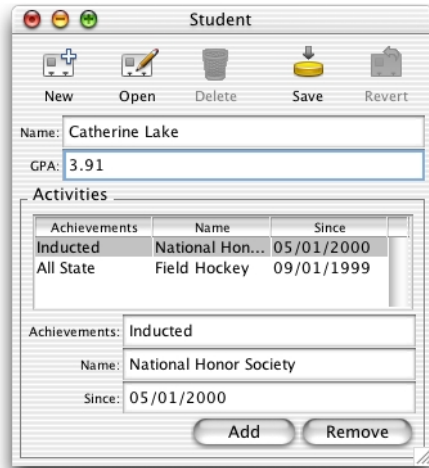 Student
New Open Delete Save Revert
Name: Catherine Lake
GPA: 3.91
Activities
Achievements Name Since
Inducted National Hon... 05/01/2000
All State Field Hockey 09/01/1999
Achievements: Inducted
Name: National Honor Society
Since: 05/01/2000
Add Remove